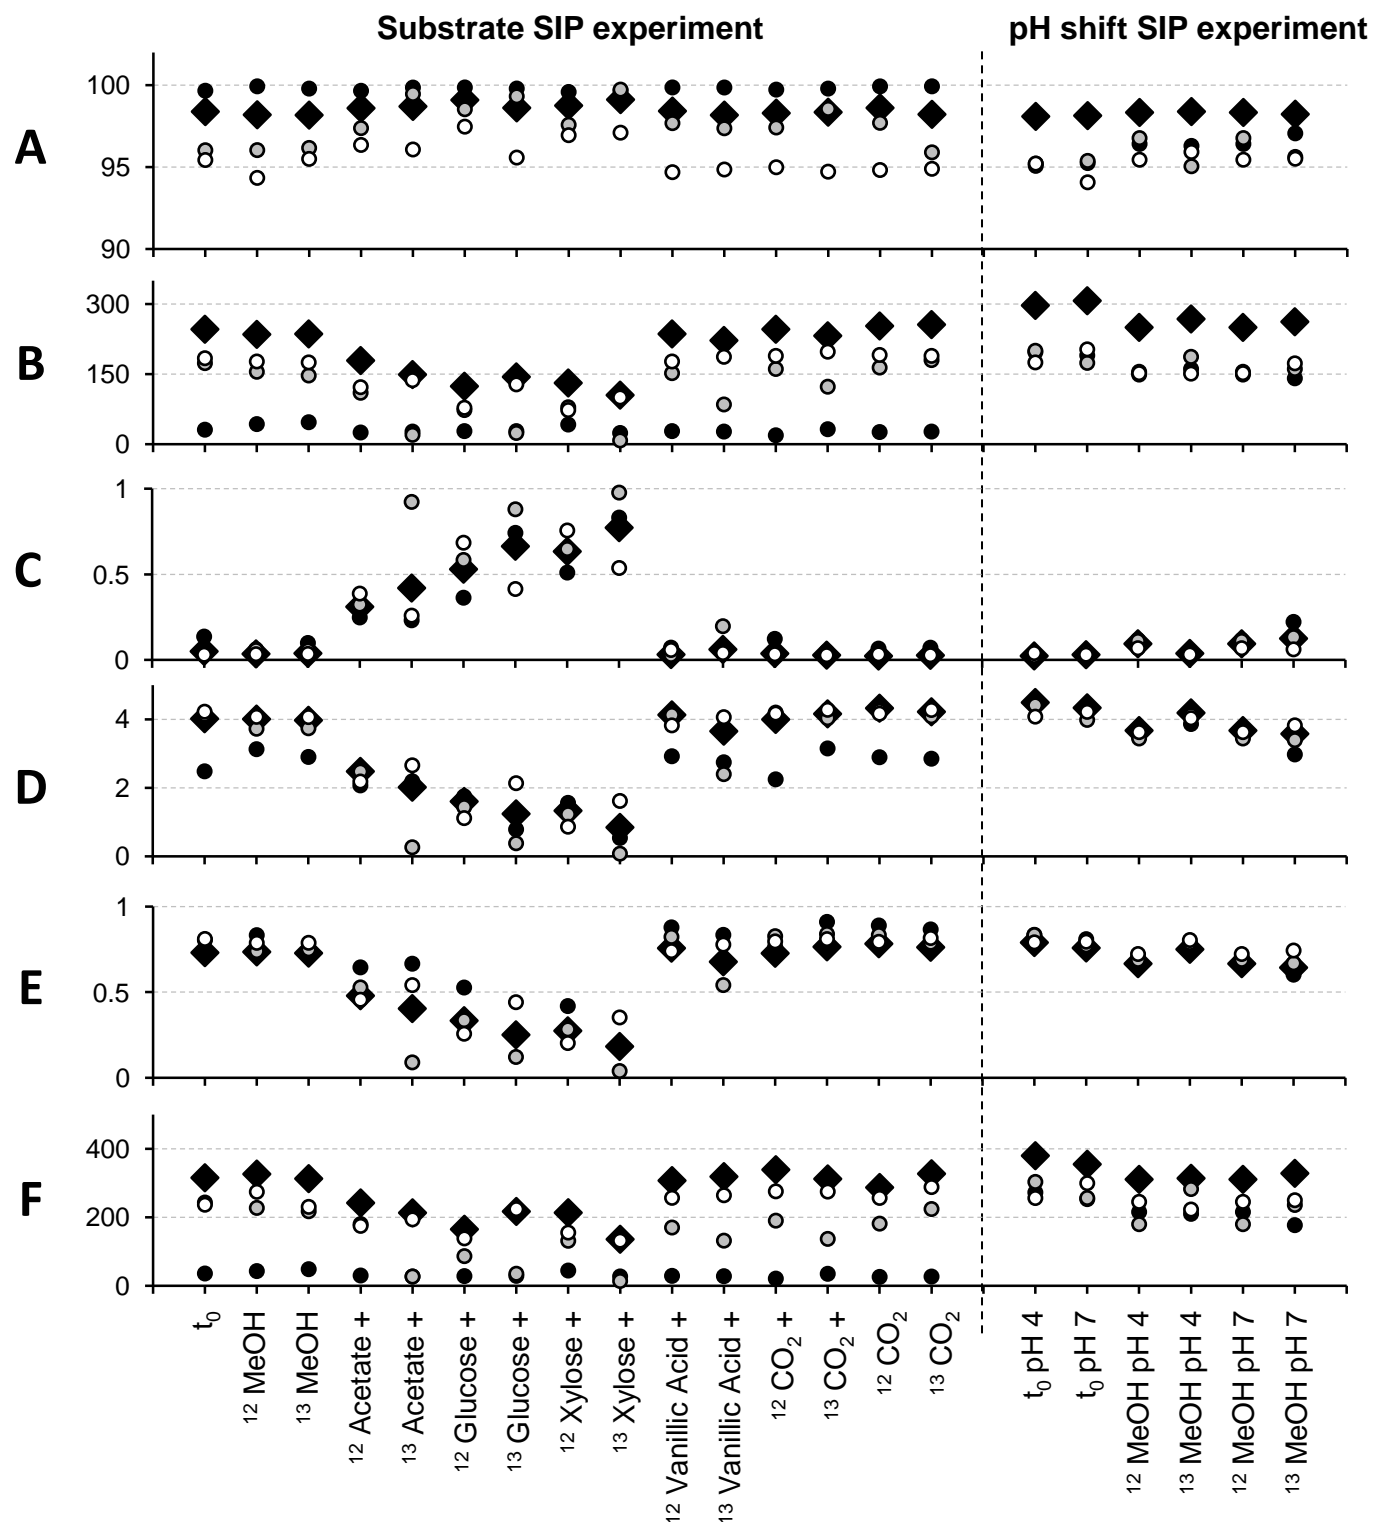 Substrate SIP experiment
pH shift SIP experiment
A
100
95
90
B
300
150
0
C
1
0.5
0
D
4
2
0
E
1
0.5
0
F
400
200
0
t₀
¹² MeOH
¹³ MeOH
¹² Acetate +
¹³ Acetate +
¹² Glucose +
¹³ Glucose +
¹² Xylose +
¹³ Xylose +
¹² Vanillic Acid +
¹³ Vanillic Acid +
¹² CO₂ +
¹³ CO₂ +
¹² CO₂
¹³ CO₂
t₀ pH 4
t₀ pH 7
¹² MeOH pH 4
¹³ MeOH pH 4
¹² MeOH pH 7
¹³ MeOH pH 7